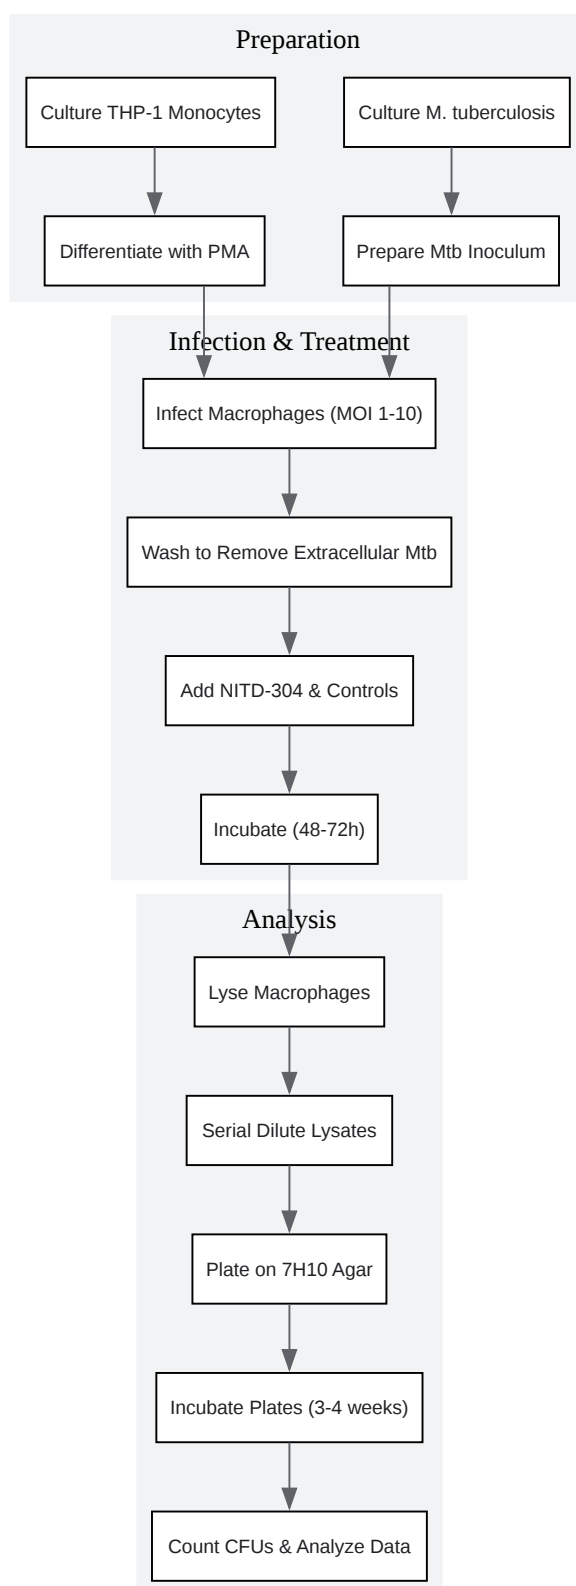 Preparation
Culture THP-1 Monocytes
Culture M. tuberculosis
Differentiate with PMA
Prepare Mtb Inoculum
Infection & Treatment
Infect Macrophages (MOI 1-10)
Wash to Remove Extracellular Mtb
Add NITD-304 & Controls
Incubate (48-72h)
Analysis
Lyse Macrophages
Serial Dilute Lysates
Plate on 7H10 Agar
Incubate Plates (3-4 weeks)
Count CFUs & Analyze Data